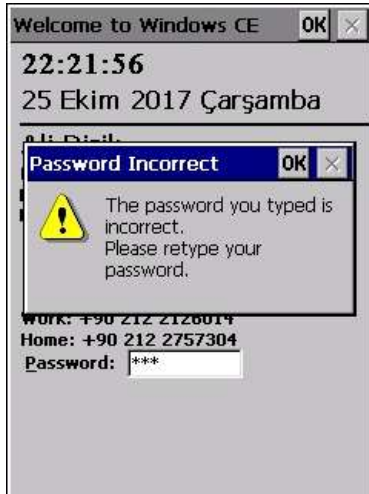 Welcome to Windows CE OK
22:21:56
25 Ekim 2017 Çarşamba
Password Incorrect OK
The password you typed is
incorrect.
Please retype your
password.
Work: +90 212 2126014
Home: +90 212 2757304
Password: ***